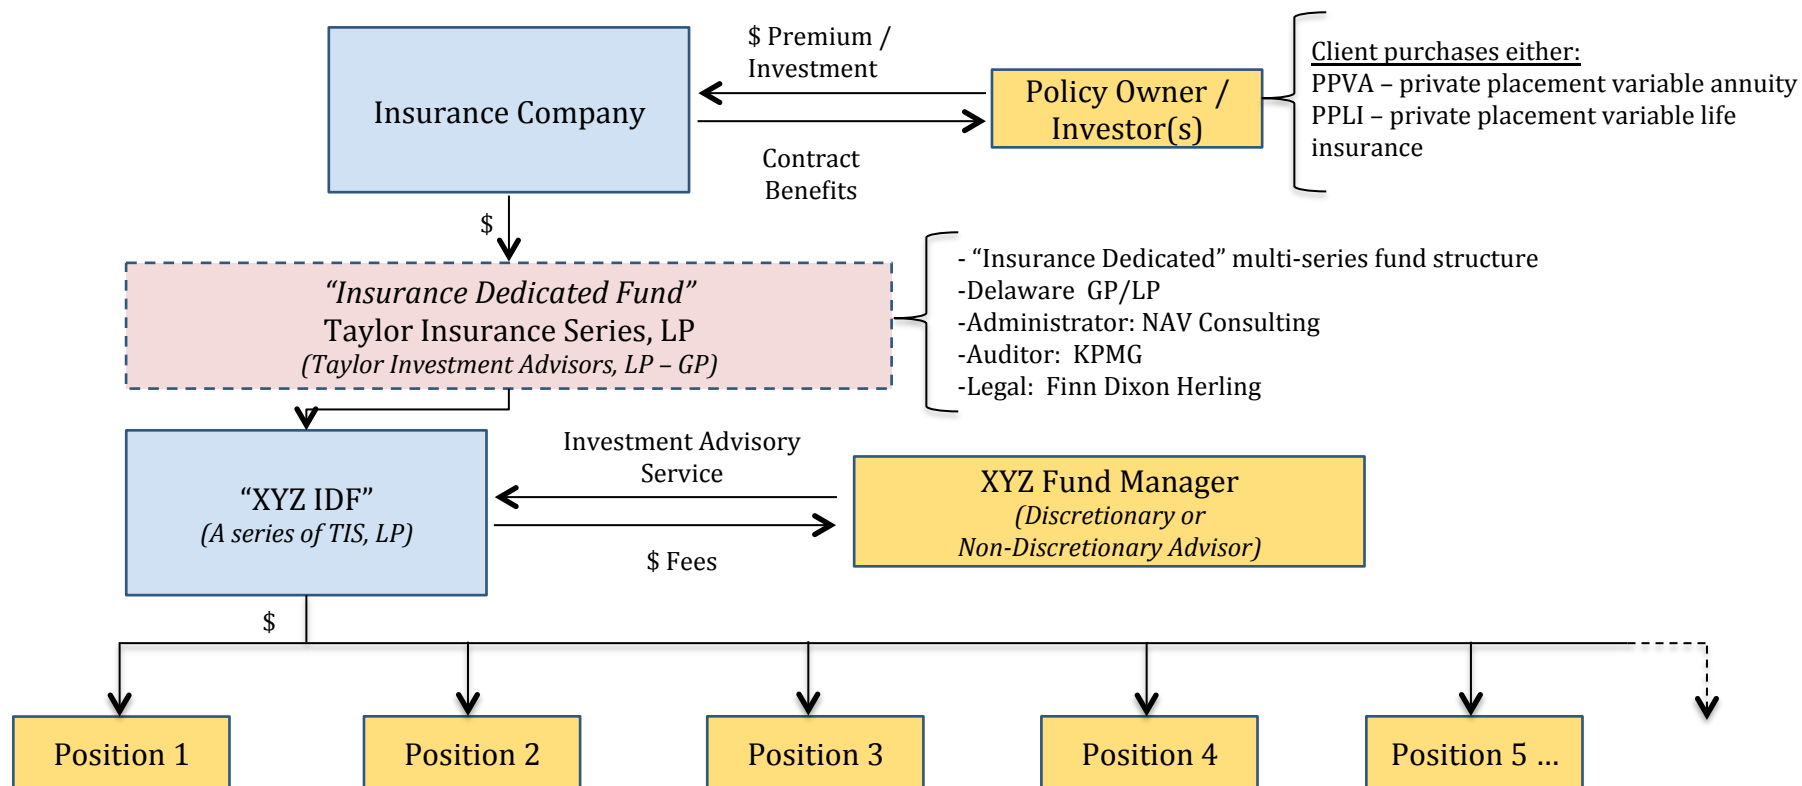 $ Premium /
Investment
Insurance Company
Policy Owner /
Investor(s)
Client purchases either:
PPVA – private placement variable annuity
PPLI – private placement variable life
insurance
Contract
Benefits
$
“Insurance Dedicated Fund”
Taylor Insurance Series, LP
(Taylor Investment Advisors, LP – GP)
- “Insurance Dedicated” multi-series fund structure
-Delaware GP/LP
-Administrator: NAV Consulting
-Auditor: KPMG
-Legal: Finn Dixon Herling
“XYZ IDF”
(A series of TIS, LP)
Investment Advisory
Service
$ Fees
XYZ Fund Manager
(Discretionary or
Non-Discretionary Advisor)
$
Position 1
Position 2
Position 3
Position 4
Position 5 ...